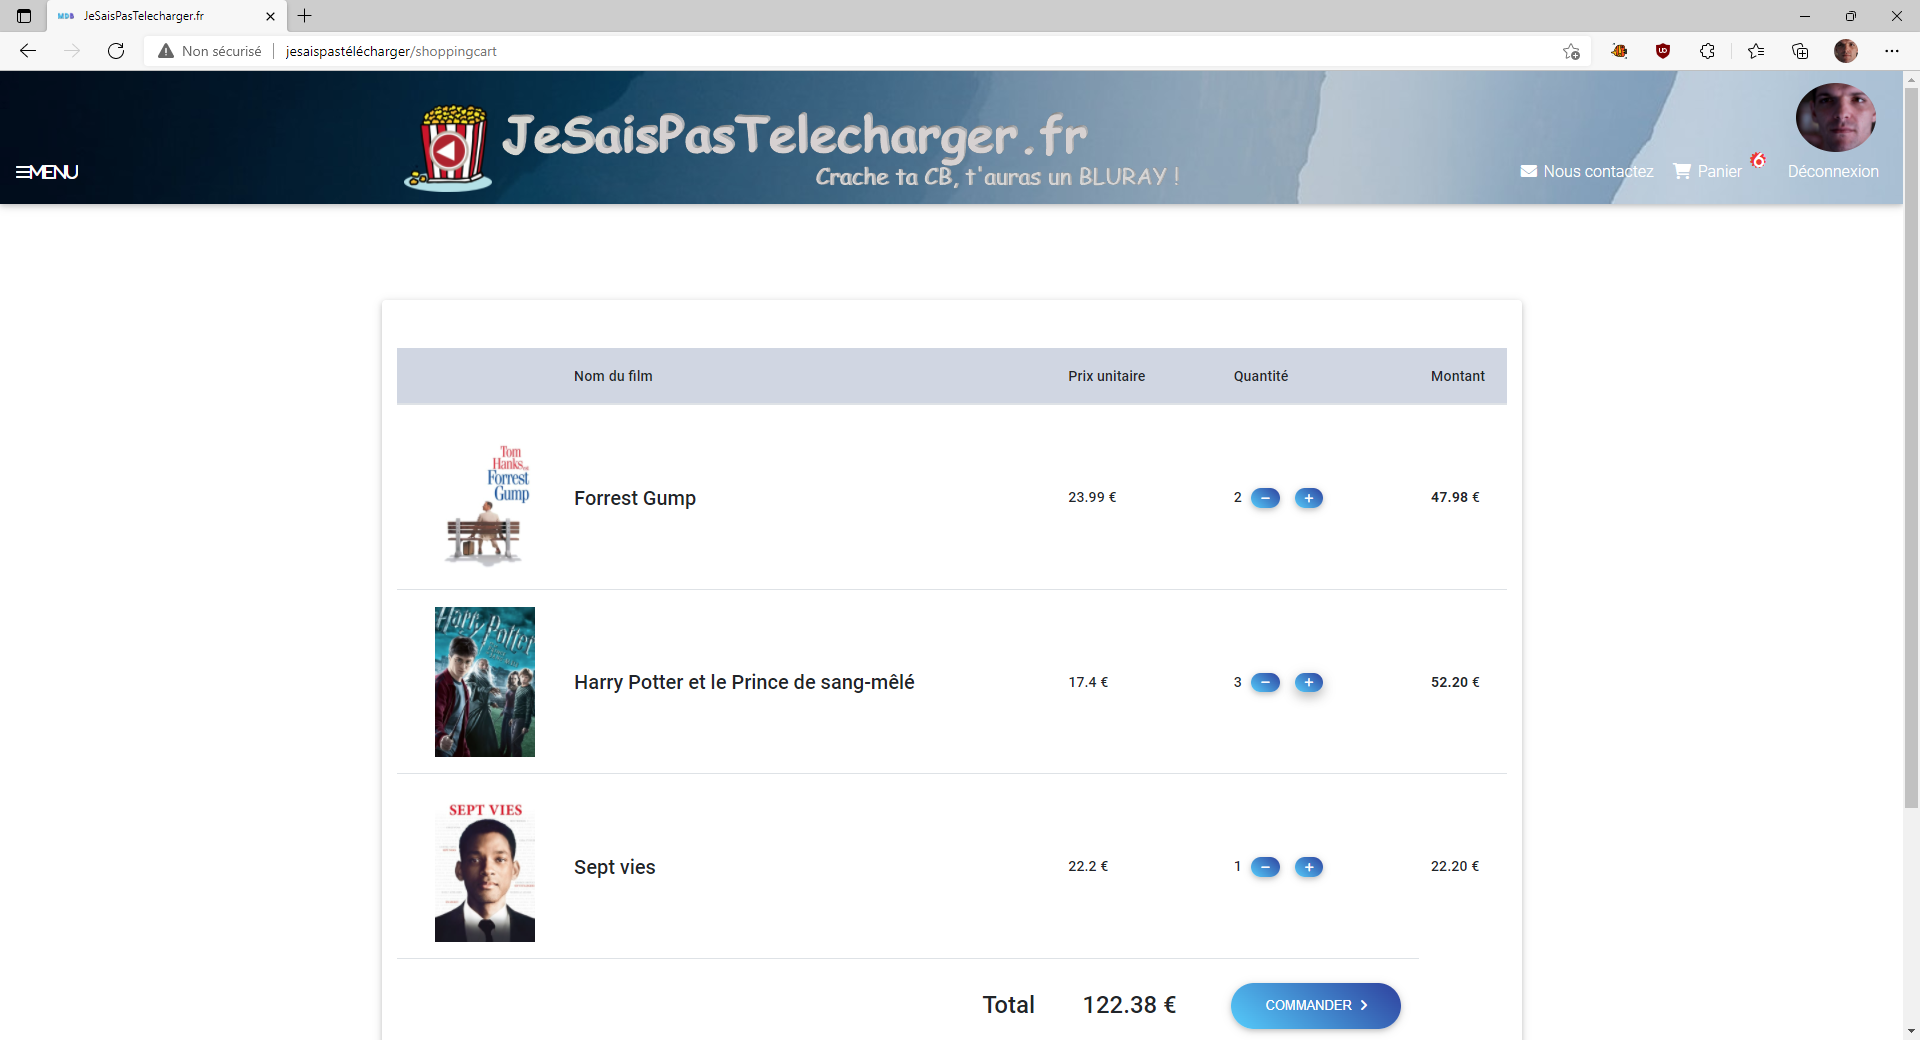 MDB JeSaisPasTelecharger.fr
Non sécurisé jesaispastélécharger/shoppingcart
JeSaisPasTelecharger.fr
Crache ta CB, t'auras un BLURAY !
MENU
Nous contactez Panier 6 Déconnexion
Nom du film Prix unitaire Quantité Montant
Tom
Hanks
Forrest
Gump
Forrest Gump 23.99 € 2 − + 47.98 €
Harry Potter
Harry Potter et le Prince de sang-mêlé 17.4 € 3 − + 52.20 €
SEPT VIES
Sept vies 22.2 € 1 − + 22.20 €
Total 122.38 € COMMANDER